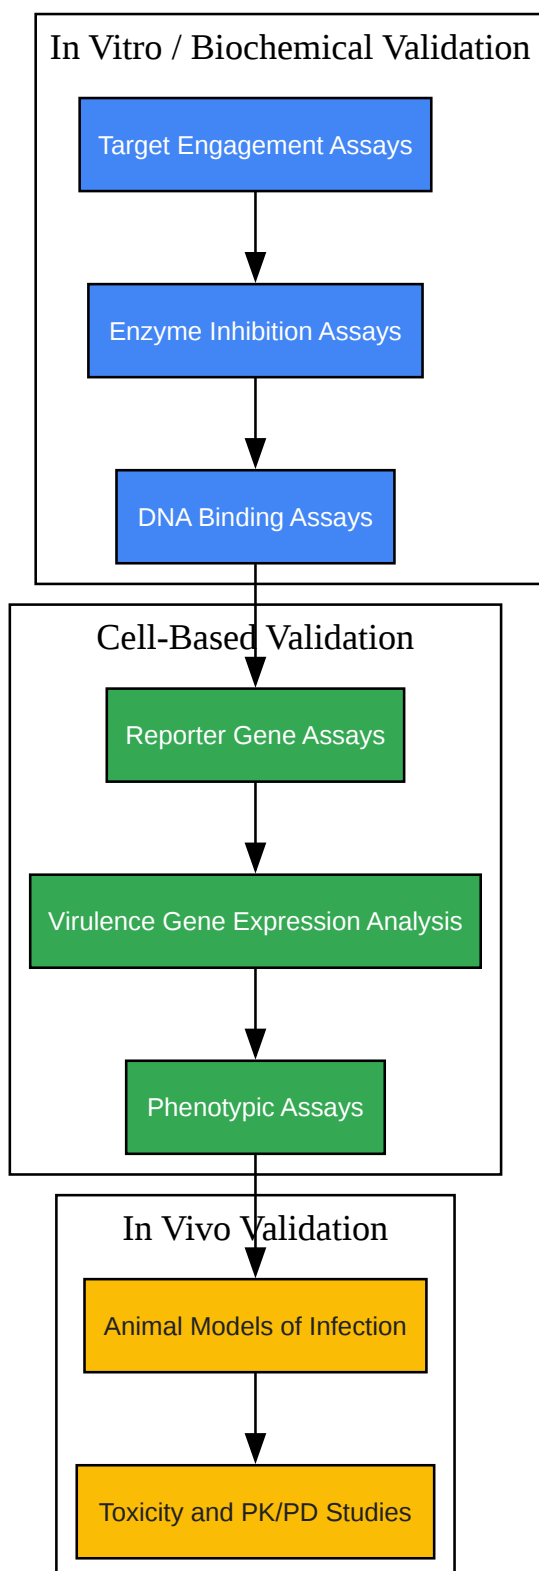 In Vitro / Biochemical Validation
Target Engagement Assays
Enzyme Inhibition Assays
DNA Binding Assays
Cell-Based Validation
Reporter Gene Assays
Virulence Gene Expression Analysis
Phenotypic Assays
In Vivo Validation
Animal Models of Infection
Toxicity and PK/PD Studies